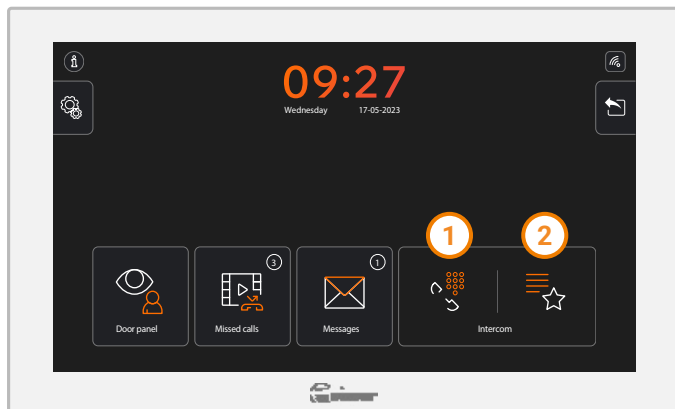 09:27
Wednesday 17-05-2023
1 2
3 1
Door panel Missed calls Messages Intercom